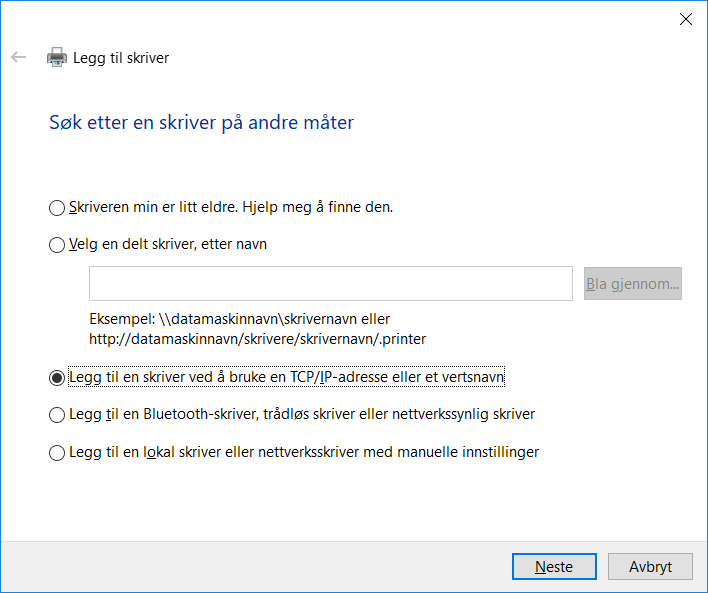 Legg til skriver
Søk etter en skriver på andre måter
Skriveren min er litt eldre. Hjelp meg å finne den.
Velg en delt skriver, etter navn
Bla gjennom...
Eksempel: \\datamaskinnavn\skrivernavn eller
http://datamaskinnavn/skrivere/skrivernavn/.printer
Legg til en skriver ved å bruke en TCP/IP-adresse eller et vertsnavn
Legg til en Bluetooth-skriver, trådløs skriver eller nettverkssynlig skriver
Legg til en lokal skriver eller nettverksskriver med manuelle innstillinger
Neste
Avbryt